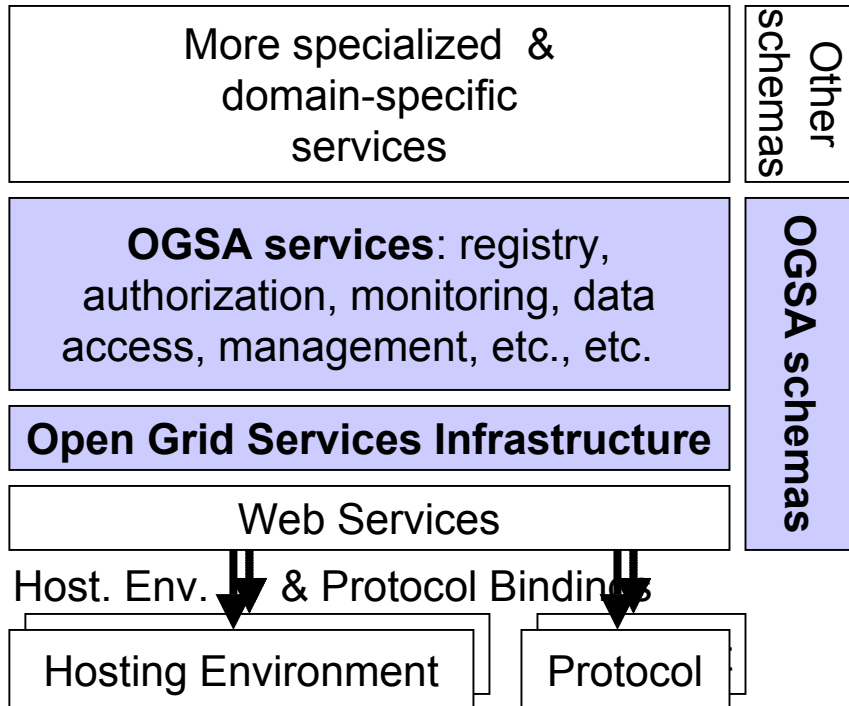 More specialized &
domain-specific
services
Other
schemas
OGSA services: registry,
authorization, monitoring, data
access, management, etc., etc.
OGSA schemas
Open Grid Services Infrastructure
Web Services
Host. Env. & Protocol Bindings
Hosting Environment
Protocol